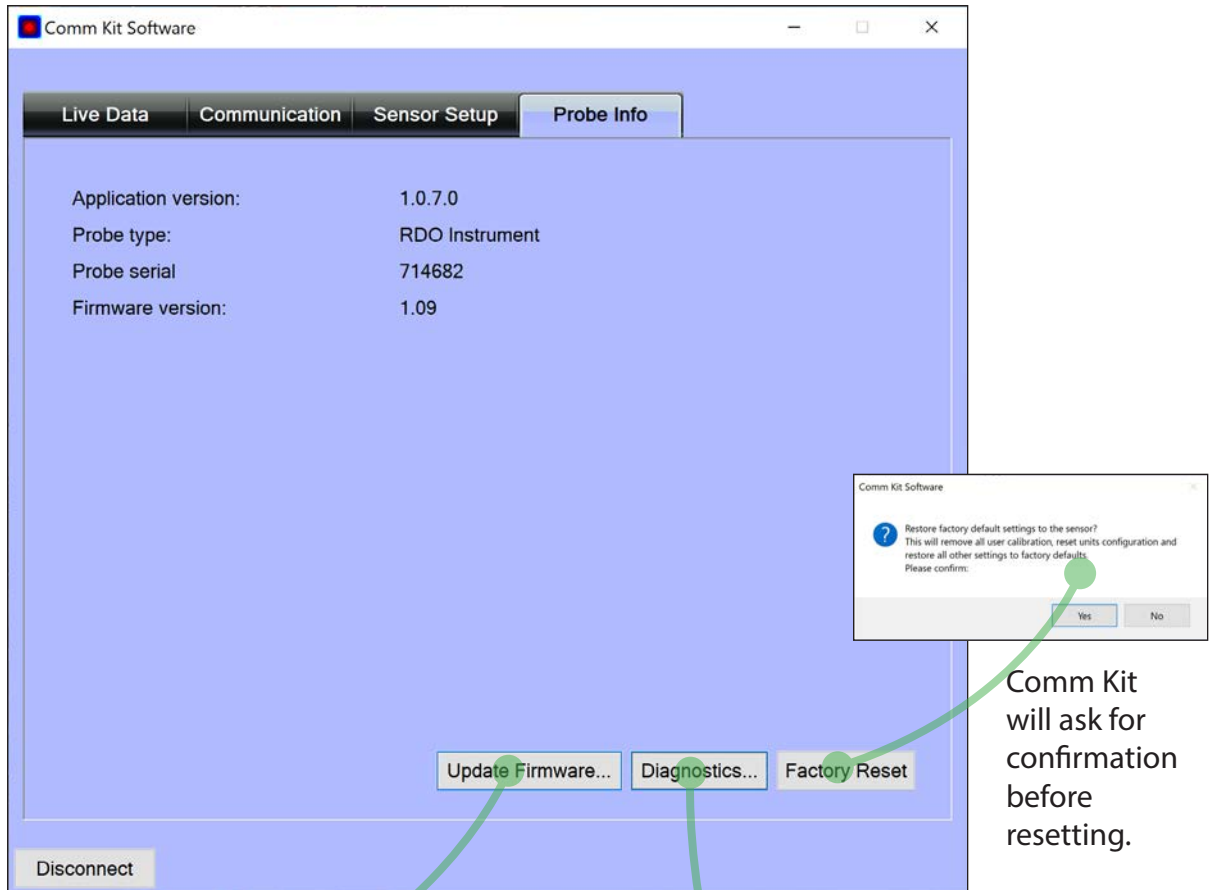 Comm Kit Software
Live Data Communication Sensor Setup Probe Info
Application version: 1.0.7.0
Probe type: RDO Instrument
Probe serial 714682
Firmware version: 1.09
Comm Kit Software
Restore factory default settings to the sensor?
This will remove all user calibration, reset units configuration and
restore all other settings to factory defaults.
Please confirm:
Yes No
Comm Kit
will ask for
confirmation
before
resetting.
Update Firmware... Diagnostics... Factory Reset
Disconnect